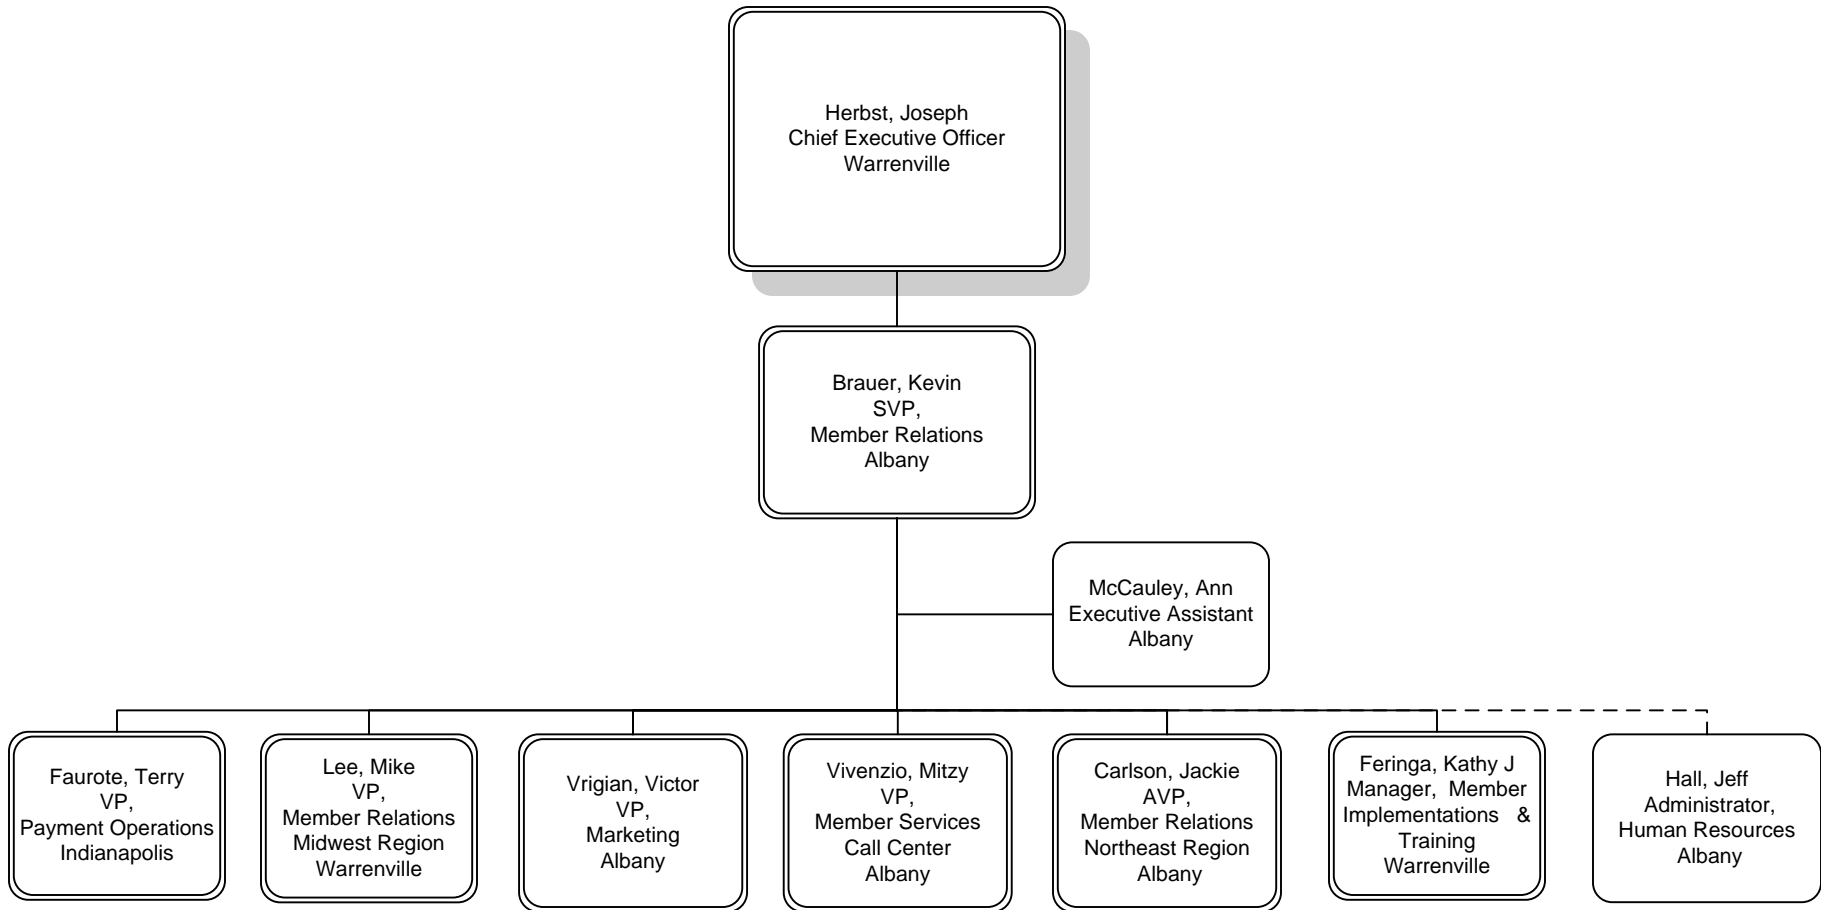 Herbst, Joseph
Chief Executive Officer
Warrenville
Brauer, Kevin
SVP,
Member Relations
Albany
McCauley, Ann
Executive Assistant
Albany
Faurote, Terry
VP,
Payment Operations
Indianapolis
Lee, Mike
VP,
Member Relations
Midwest Region
Warrenville
Vrigian, Victor
VP,
Marketing
Albany
Vivenzio, Mitzy
VP,
Member Services
Call Center
Albany
Carlson, Jackie
AVP,
Member Relations
Northeast Region
Albany
Feringa, Kathy J
Manager, Member
Implementations &
Training
Warrenville
Hall, Jeff
Administrator,
Human Resources
Albany